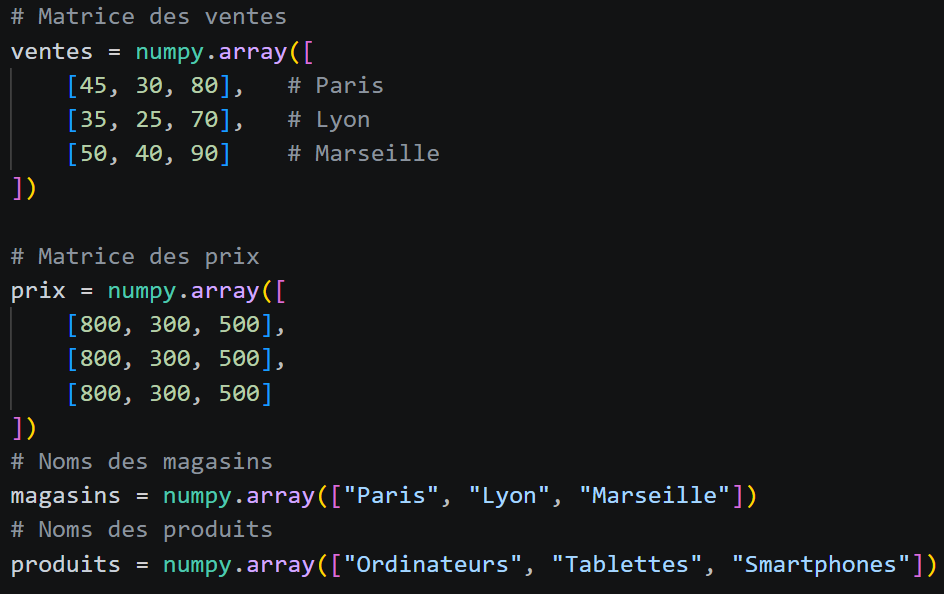 # Matrice des ventes
ventes = numpy.array([
    [45, 30, 80],   # Paris
    [35, 25, 70],   # Lyon
    [50, 40, 90]    # Marseille
])

# Matrice des prix
prix = numpy.array([
    [800, 300, 500],
    [800, 300, 500],
    [800, 300, 500]
])
# Noms des magasins
magasins = numpy.array(["Paris", "Lyon", "Marseille"])
# Noms des produits
produits = numpy.array(["Ordinateurs", "Tablettes", "Smartphones"])